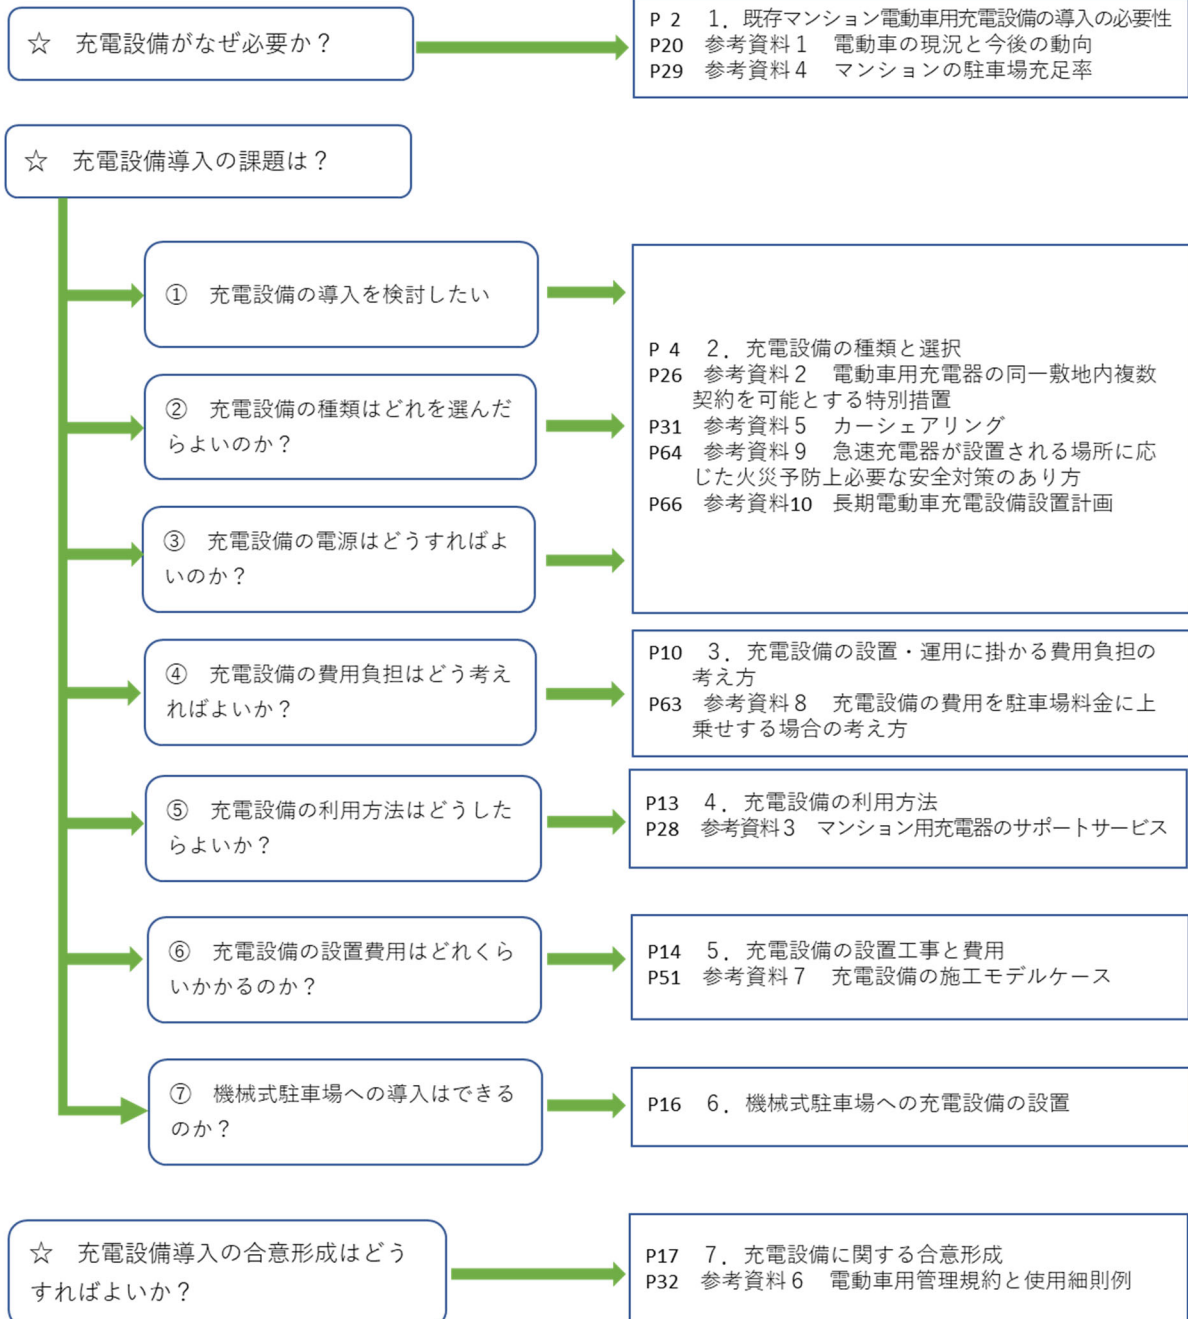 ☆　充電設備がなぜ必要か？
P 2　１．既存マンション電動車用充電設備の導入の必要性
P20　参考資料１　電動車の現況と今後の動向
P29　参考資料４　マンションの駐車場充足率
☆　充電設備導入の課題は？
①　充電設備の導入を検討したい
②　充電設備の種類はどれを選んだ
らよいのか？
③　充電設備の電源はどうすればよ
いのか？
P 4　２．充電設備の種類と選択
P26　参考資料２　電動車用充電器の同一敷地内複数
契約を可能とする特別措置
P31　参考資料５　カーシェアリング
P64　参考資料９　急速充電器が設置される場所に応
じた火災予防上必要な安全対策のあり方
P66　参考資料10　長期電動車充電設備設置計画
④　充電設備の費用負担はどう考え
ればよいか？
P10　３．充電設備の設置・運用に掛かる費用負担の
考え方
P63　参考資料８　充電設備の費用を駐車場料金に上
乗せする場合の考え方
⑤　充電設備の利用方法はどうした
らよいか？
P13　４．充電設備の利用方法
P28　参考資料３　マンション用充電器のサポートサービス
⑥　充電設備の設置費用はどれくら
いかかるのか？
P14　５．充電設備の設置工事と費用
P51　参考資料７　充電設備の施工モデルケース
⑦　機械式駐車場への導入はできる
のか？
P16　６．機械式駐車場への充電設備の設置
☆　充電設備導入の合意形成はどう
すればよいか？
P17　７．充電設備に関する合意形成
P32　参考資料６　電動車用管理規約と使用細則例